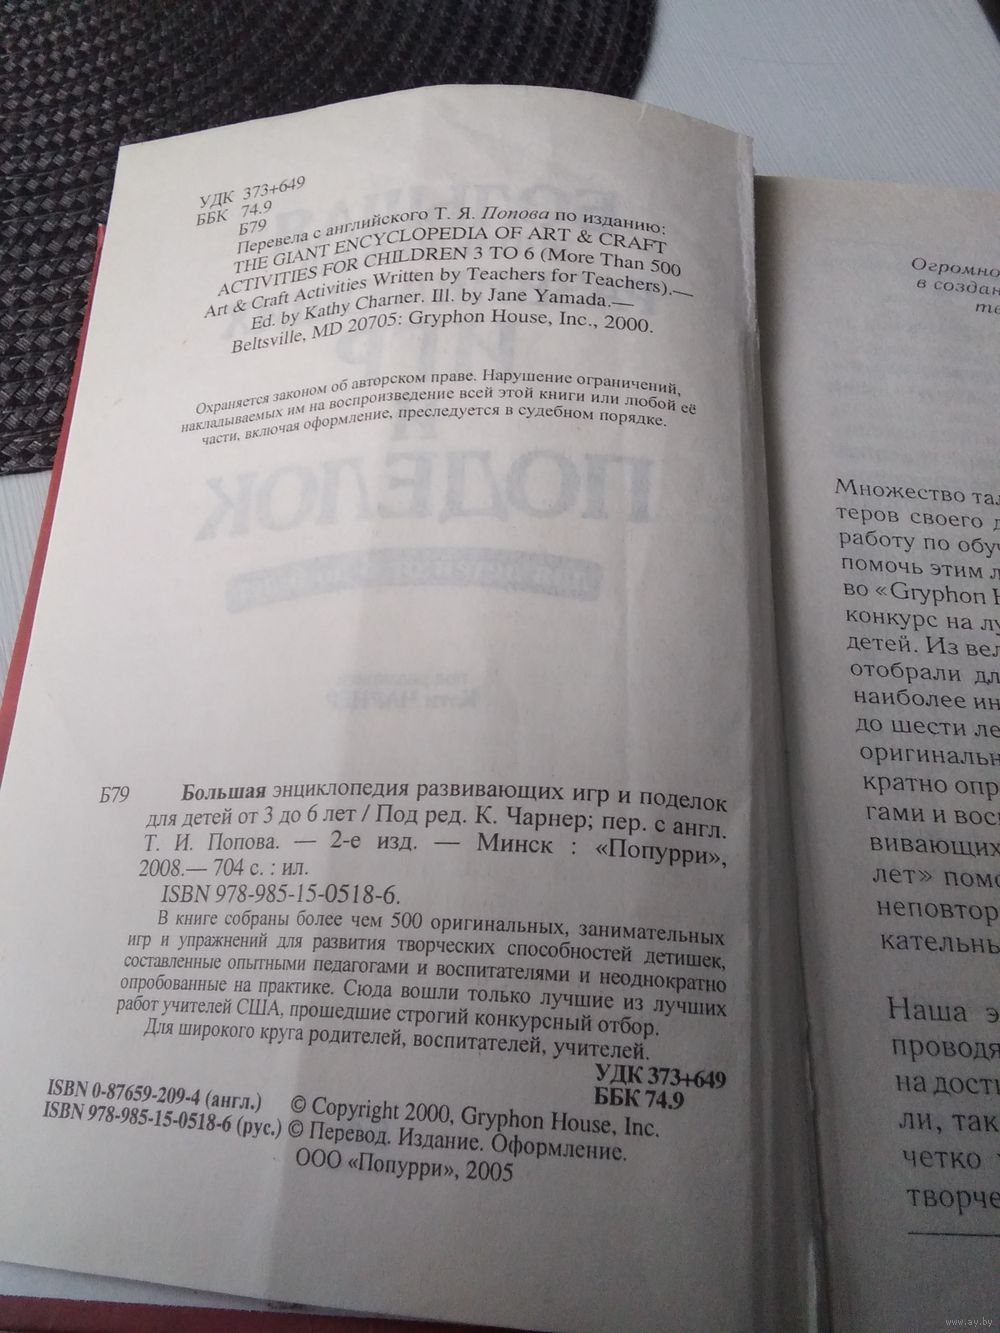 УДК 373+649
ББК 74.9
Б79
Перевела с английского Т. Я. Попова по изданию:
THE GIANT ENCYCLOPEDIA OF ART & CRAFT
ACTIVITIES FOR CHILDREN 3 TO 6 (More Than 500
Art & Craft Activities Written by Teachers for Teachers).—
Ed. by Kathy Charner. Ill. by Jane Yamada.—
Beltsville, MD 20705: Gryphon House, Inc., 2000.
Охраняется законом об авторском праве. Нарушение ограничений,
накладываемых им на воспроизведение всей этой книги или любой её
части, включая оформление, преследуется в судебном порядке.
Б79 Большая энциклопедия развивающих игр и поделок
для детей от 3 до 6 лет / Под ред. К. Чарнер; пер. с англ.
Т. И. Попова. — 2-е изд. — Минск : «Попурри»,
2008.— 704 с. : ил.
ISBN 978-985-15-0518-6.
В книге собраны более чем 500 оригинальных, занимательных
игр и упражнений для развития творческих способностей детишек,
составленные опытными педагогами и воспитателями и неоднократно
опробованные на практике. Сюда вошли только лучшие из лучших
работ учителей США, прошедшие строгий конкурсный отбор.
Для широкого круга родителей, воспитателей, учителей.
УДК 373+649
ББК 74.9
ISBN 0-87659-209-4 (англ.) © Copyright 2000, Gryphon House, Inc.
ISBN 978-985-15-0518-6 (рус.) © Перевод. Издание. Оформление.
ООО «Попурри», 2005
Огромно
в создан
те
Множество тал
теров своего д
работу по обуч
помочь этим л
во «Gryphon H
конкурс на лу
детей. Из вел
отобрали дл
наиболее ин
до шести ле
оригинальн
кратно опр
гами и восп
вивающих
лет» помо
неповтор
кательны
Наша э
проводя
на дости
ли, так
четко
творче
www.ay.by